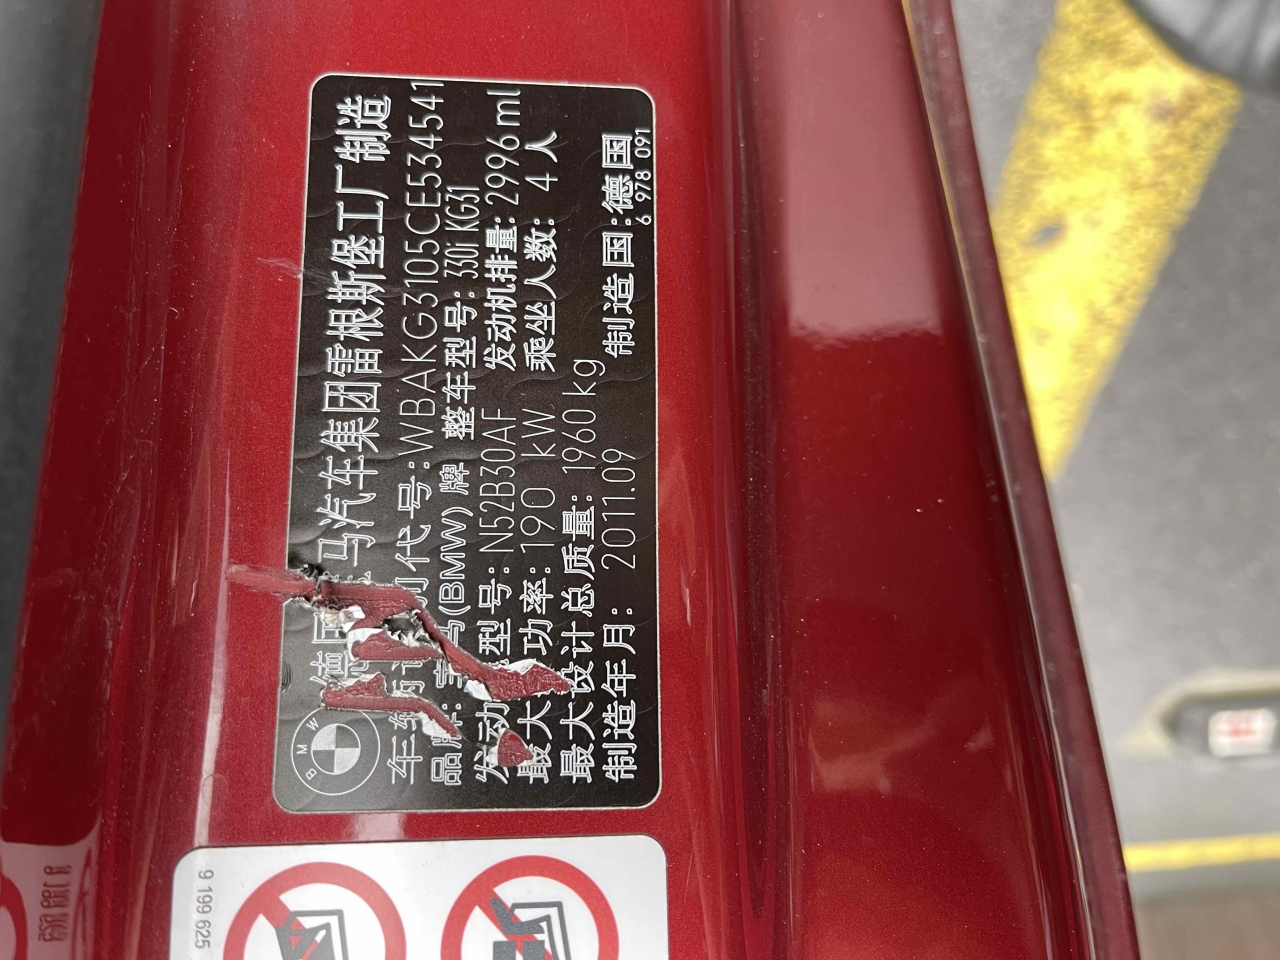 BMW
德国 马汽车集团雷根斯堡工厂制造
代号:WBAKG3105CE534541
品牌: (BMW)牌 整车型号: 330i KG31
发动 型号: N52B30AF 发动机排量: 2996 ml
最大 功率: 190 kW 乘坐人数: 4 人
最大设计总质量: 1960 kg
制造年月: 2011.09 制造国: 德国
6 978 091
9 199 625